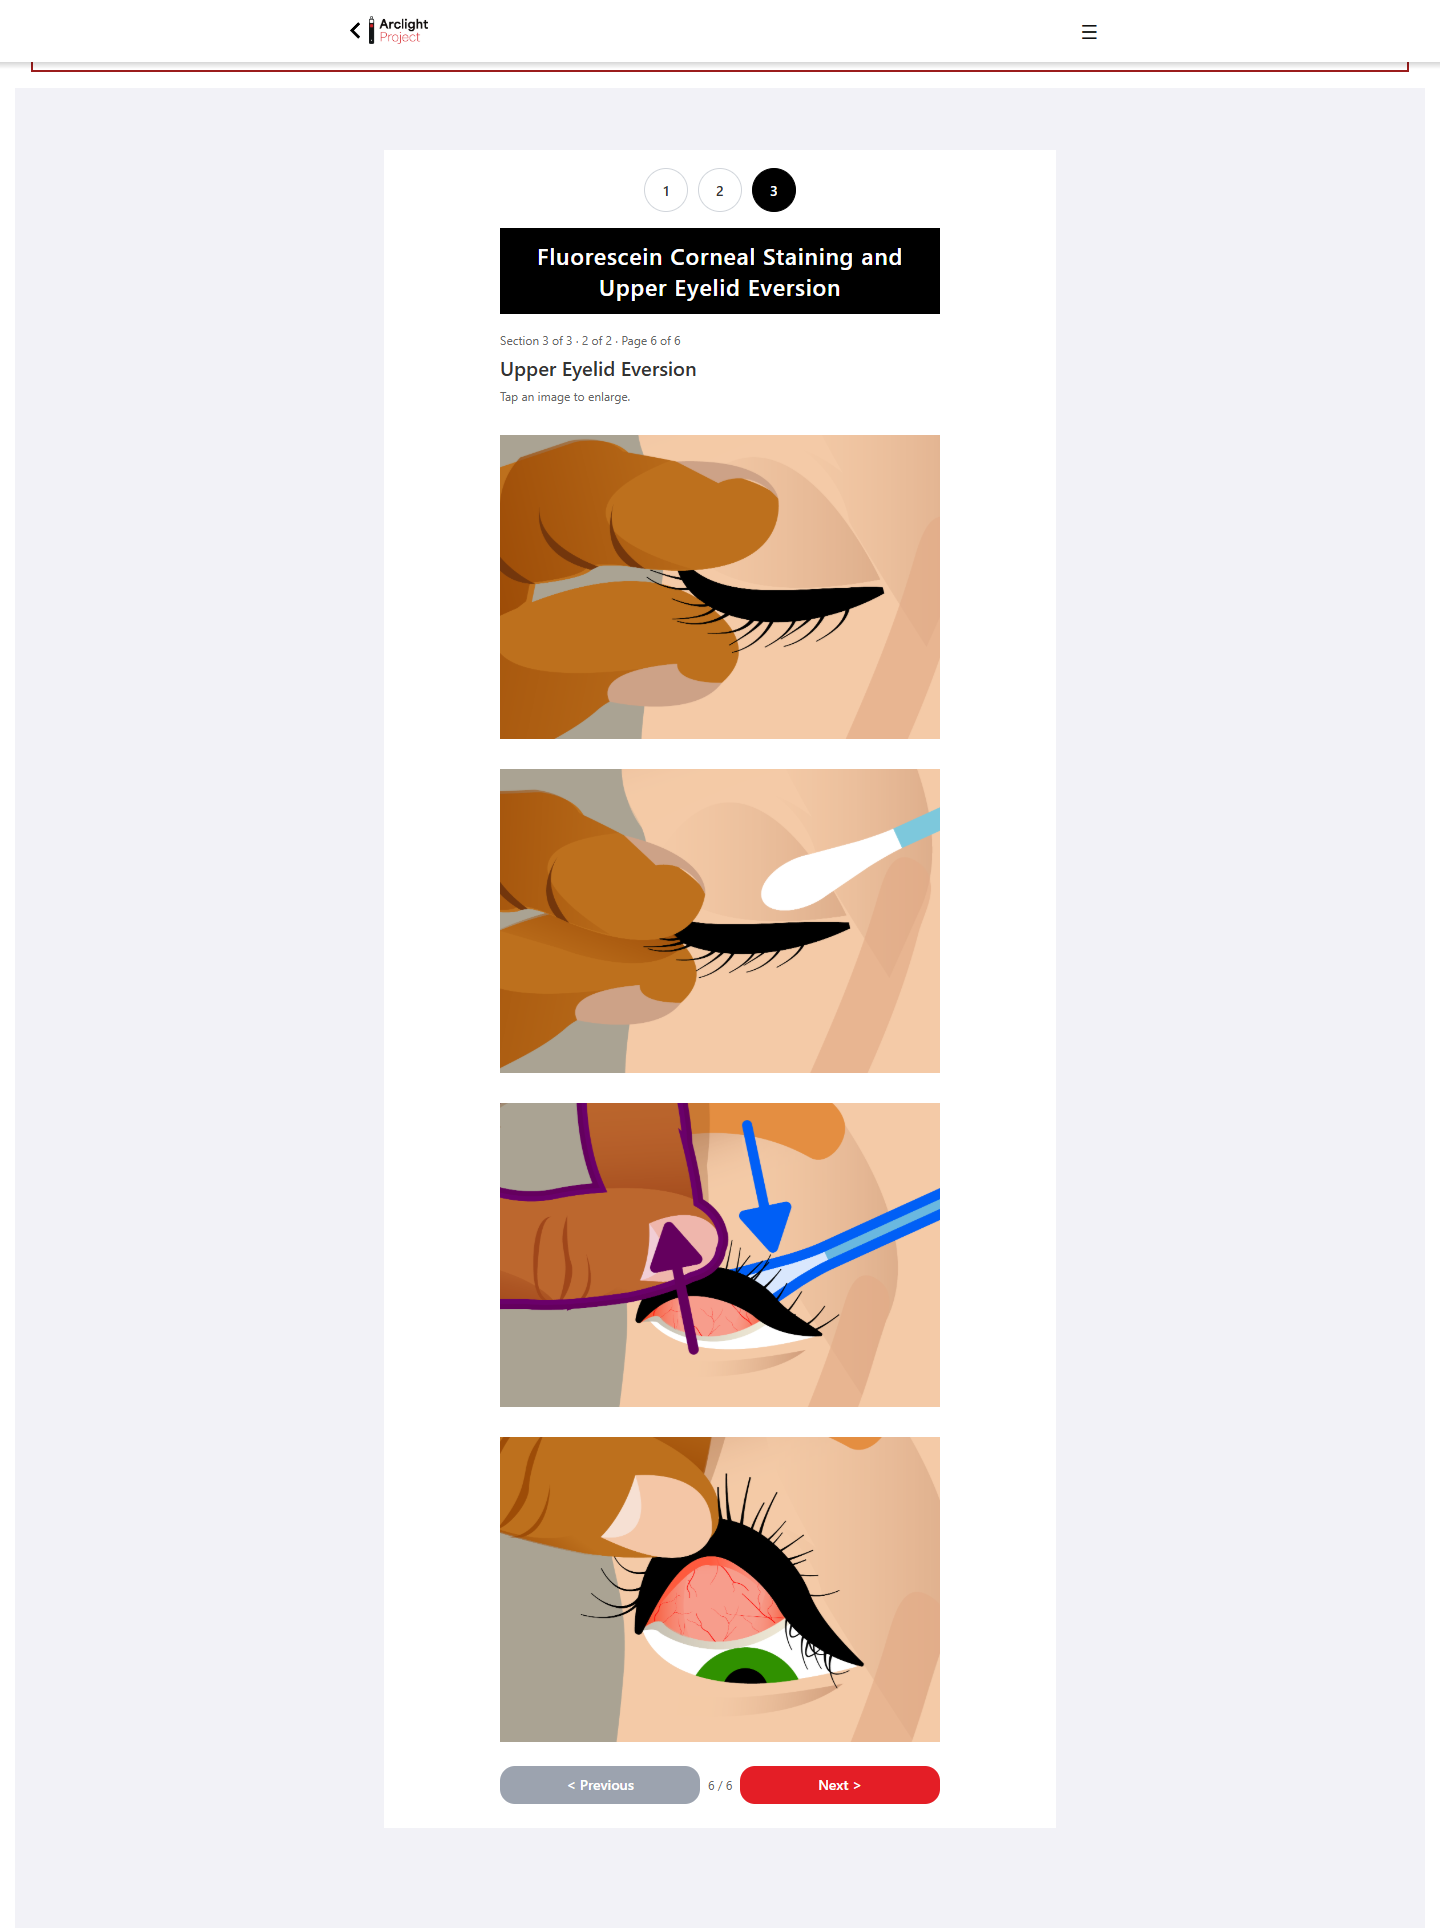 Arclight
Project
1
2
3
Fluorescein Corneal Staining and
Upper Eyelid Eversion
Section 3 of 3 · 2 of 2 · Page 6 of 6
Upper Eyelid Eversion
Tap an image to enlarge.
< Previous
6 / 6
Next >